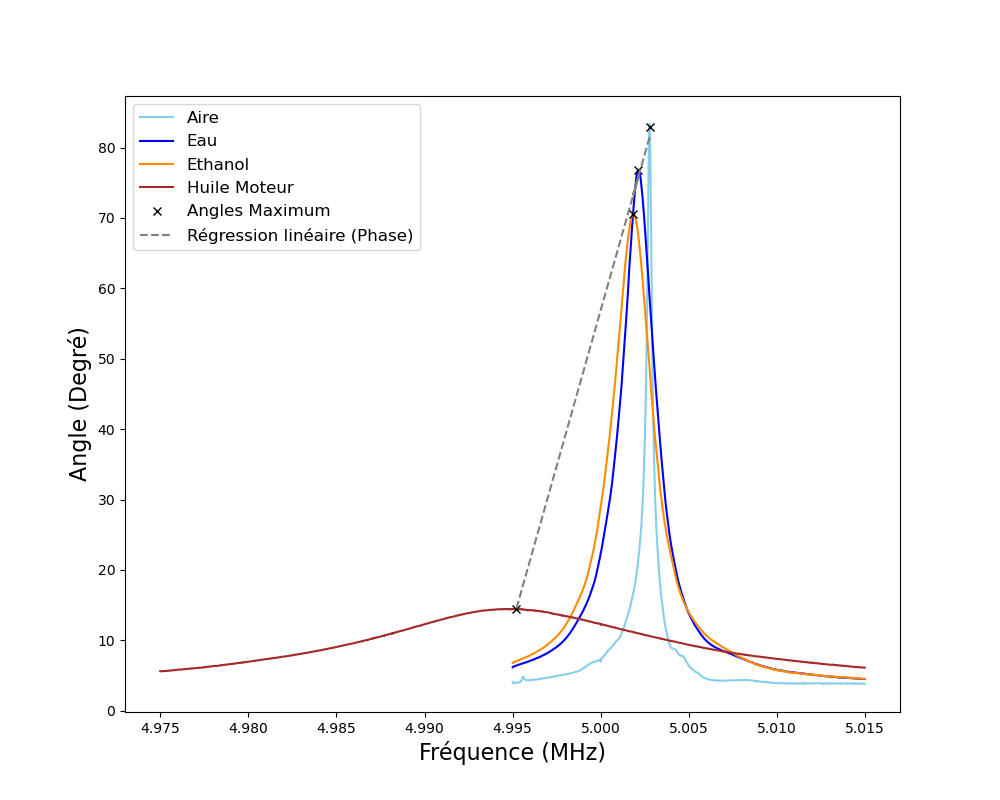 Aire
Eau
Ethanol
Huile Moteur
Angles Maximum
Régression linéaire (Phase)
80
70
60
50
40
30
20
10
0
Angle (Degré)
4.975 4.980 4.985 4.990 4.995 5.000 5.005 5.010 5.015
Fréquence (MHz)